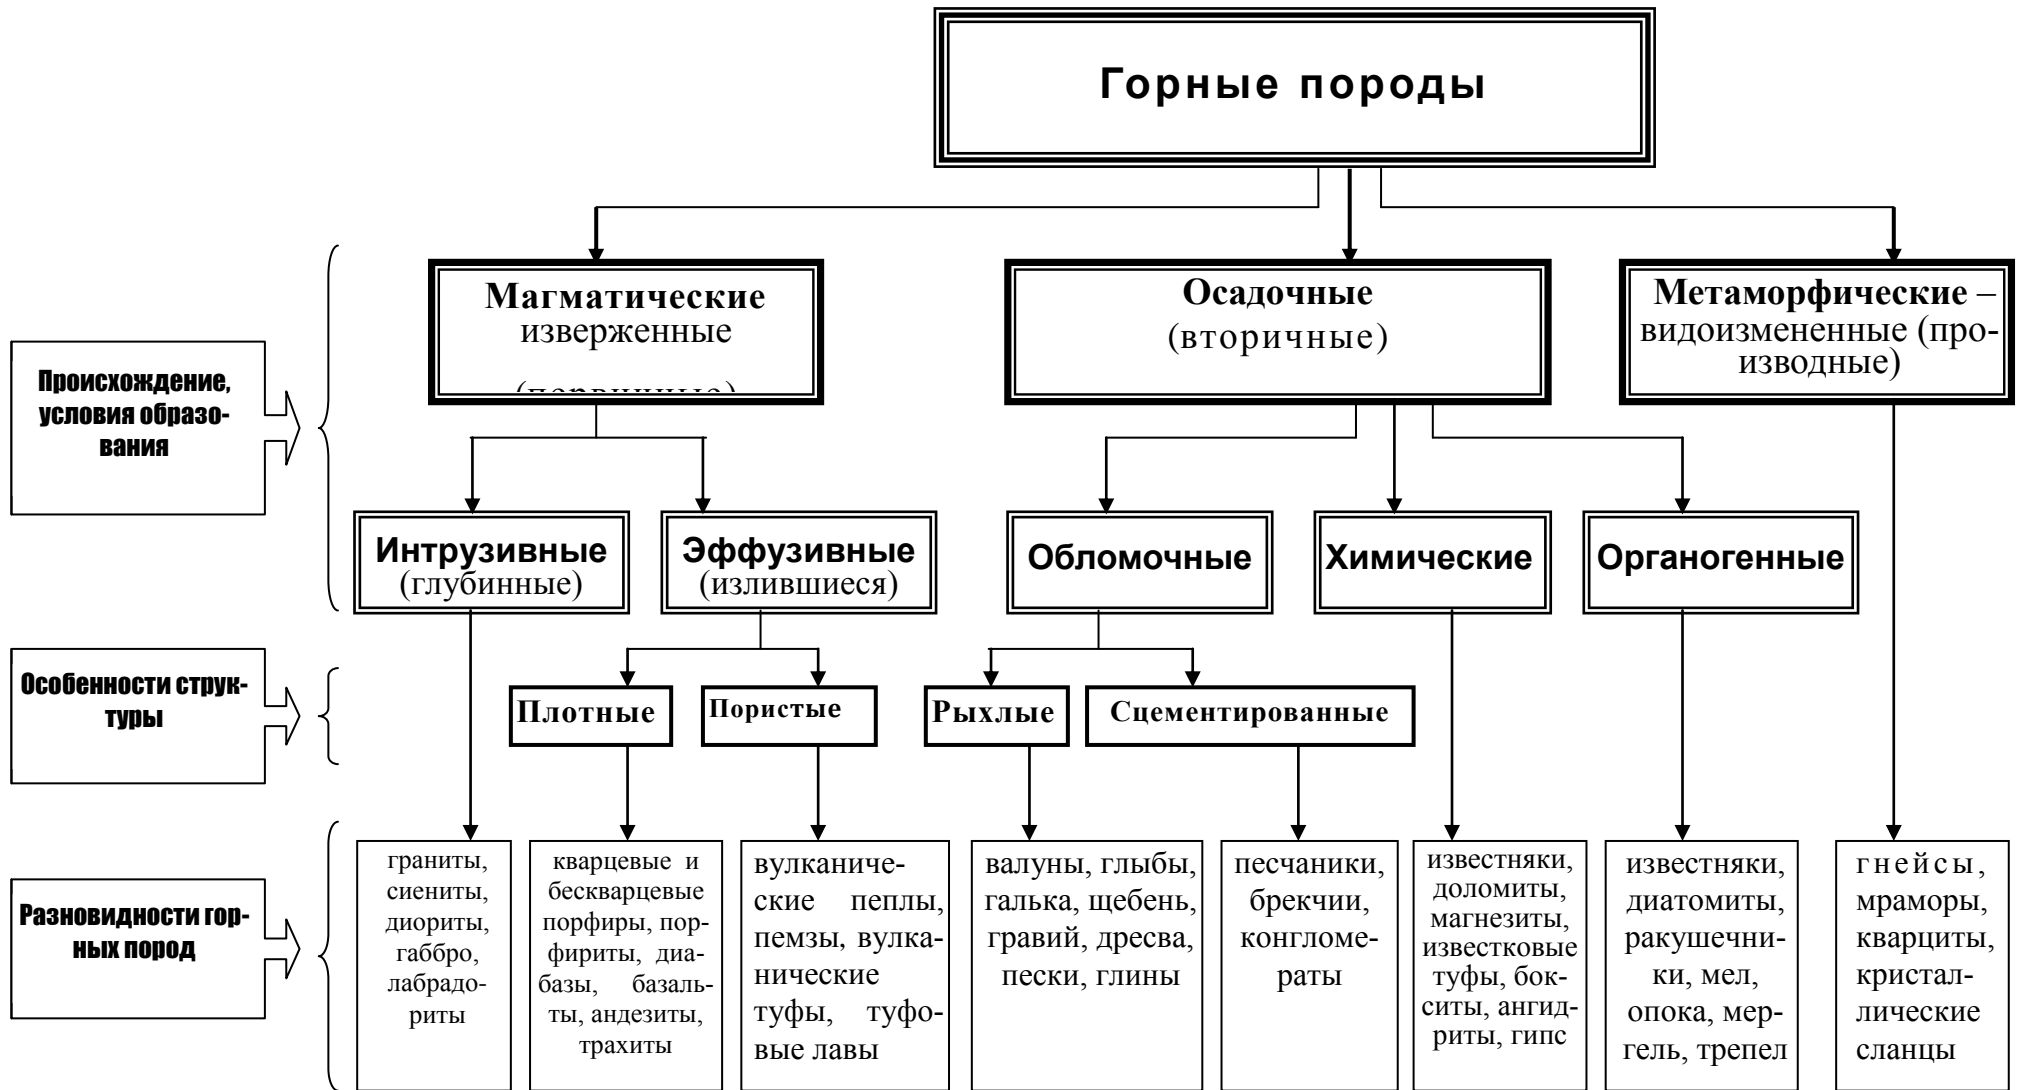 Горные породы
Магматические
изверженные
Осадочные
(вторичные)
Метаморфические –
видоизмененные (про-
изводные)
Происхождение,
условия образо-
вания
Интрузивные
(глубинные)
Эффузивные
(излившиеся)
Обломочные
Химические
Органогенные
Особенности струк-
туры
Плотные
Пористые
Рыхлые
Сцементированные
Разновидности гор-
ных пород
граниты,
сиениты,
диориты,
габбро,
лабрадо-
риты
кварцевые и
бескварцевые
порфиры, пор-
фириты, диа-
базы, базаль-
ты, андезиты,
трахиты
вулканиче-
ские пеплы,
пемзы, вулка-
нические
туфы, туфо-
вые лавы
валуны, глыбы,
галька, щебень,
гравий, дресва,
пески, глины
песчаники,
брекчии,
конгломе-
раты
известняки,
доломиты,
магнезиты,
известковые
туфы, бок-
ситы, ангид-
риты, гипс
известняки,
диатомиты,
ракушечни-
ки, мел,
опока, мер-
гель, трепел
гнейсы,
мраморы,
кварциты,
кристал-
лические
сланцы